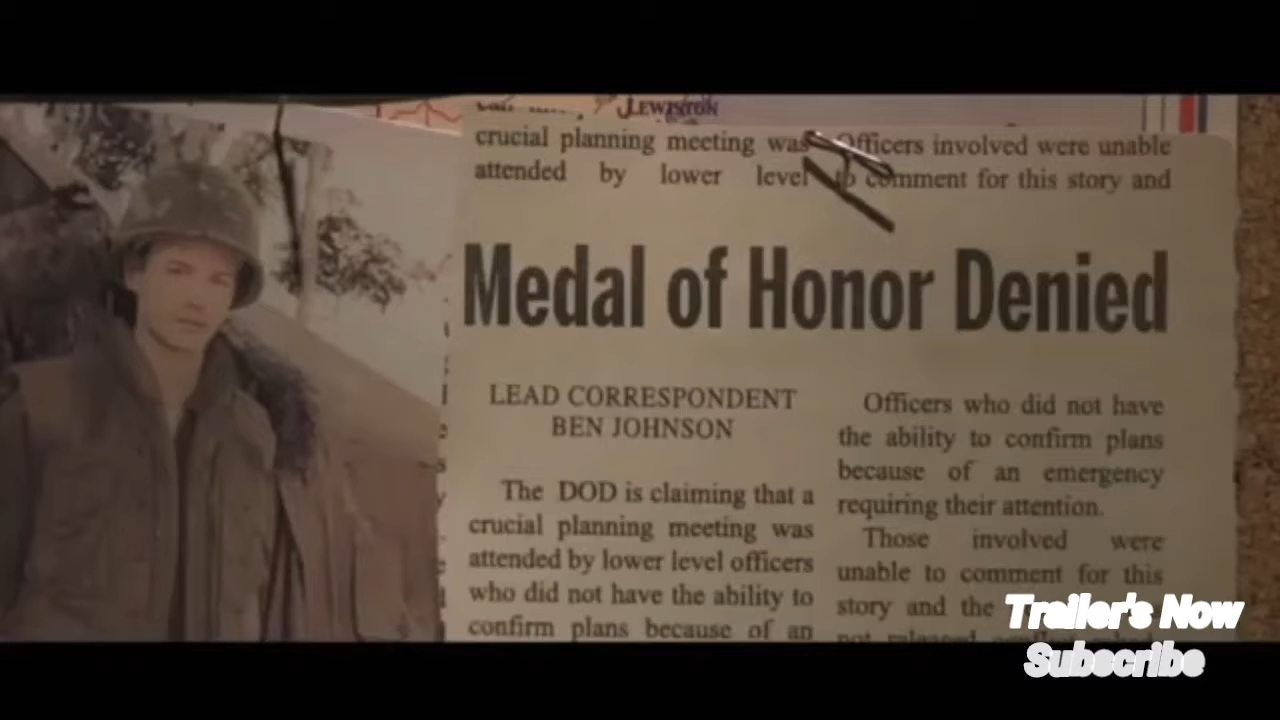 LEWISTON
crucial planning meeting was
attended by lower level
Officers involved were unable
to comment for this story and
Medal of Honor Denied
LEAD CORRESPONDENT
BEN JOHNSON
The DOD is claiming that a
crucial planning meeting was
attended by lower level officers
who did not have the ability to
confirm plans because of an
Officers who did not have
the ability to confirm plans
because of an emergency
requiring their attention.
Those involved were
unable to comment for this
story and the
Trailer's Now
Subscribe